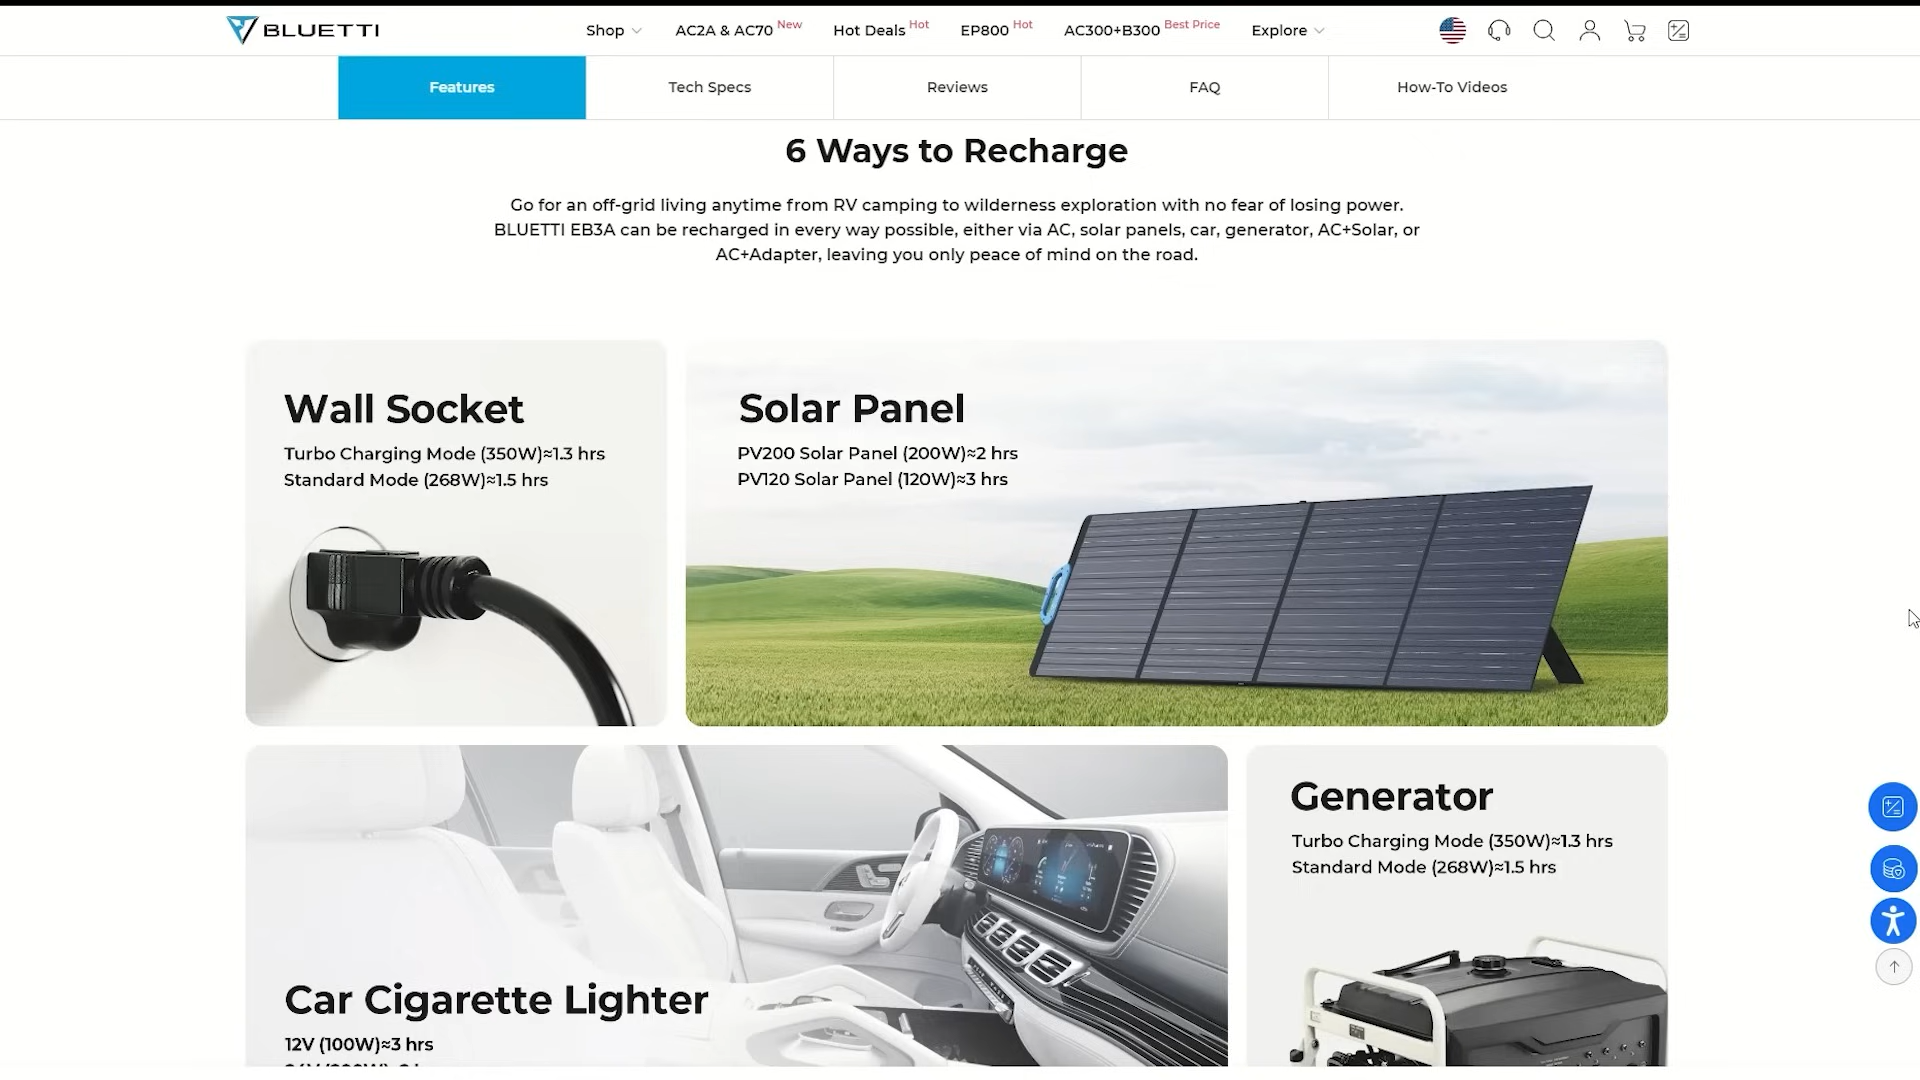 BLUETTI
Shop
AC2A & AC70 New
Hot Deals Hot
EP800 Hot
AC300+B300 Best Price
Explore
Features
Tech Specs
Reviews
FAQ
How-To Videos
6 Ways to Recharge
Go for an off-grid living anytime from RV camping to wilderness exploration with no fear of losing power.
BLUETTI EB3A can be recharged in every way possible, either via AC, solar panels, car, generator, AC+Solar, or
AC+Adapter, leaving you only peace of mind on the road.
Wall Socket
Turbo Charging Mode (350W)≈1.3 hrs
Standard Mode (268W)≈1.5 hrs
Solar Panel
PV200 Solar Panel (200W)≈2 hrs
PV120 Solar Panel (120W)≈3 hrs
Car Cigarette Lighter
12V (100W)≈3 hrs
Generator
Turbo Charging Mode (350W)≈1.3 hrs
Standard Mode (268W)≈1.5 hrs